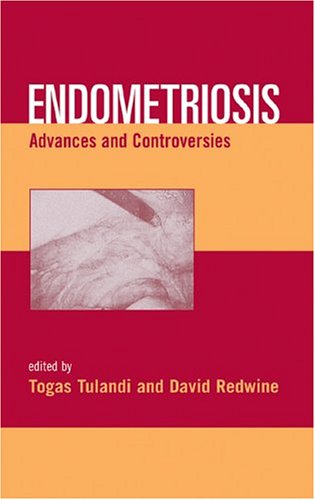 ENDOMETRIOSIS
Advances and Controversies
edited by
Togas Tulandi and David Redwine